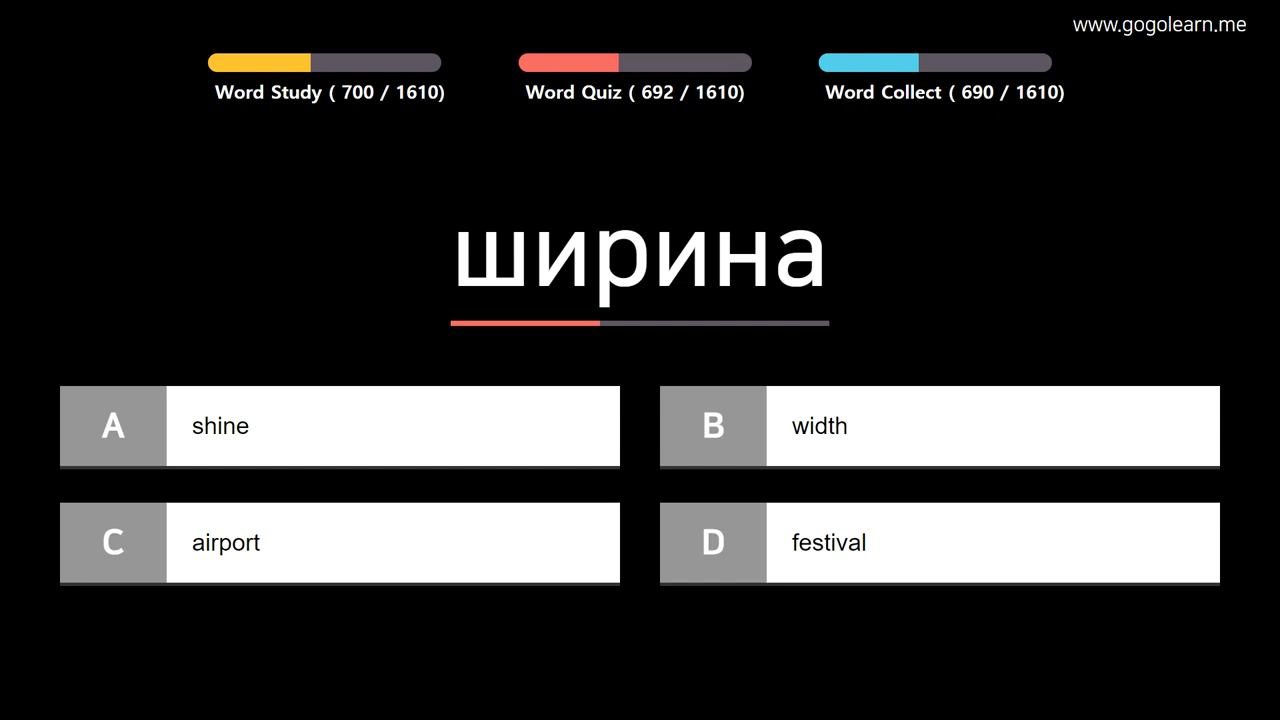 www.gogolearn.me
Word Study ( 700 / 1610)
Word Quiz ( 692 / 1610)
Word Collect ( 690 / 1610)
ширина
A shine
B width
C airport
D festival